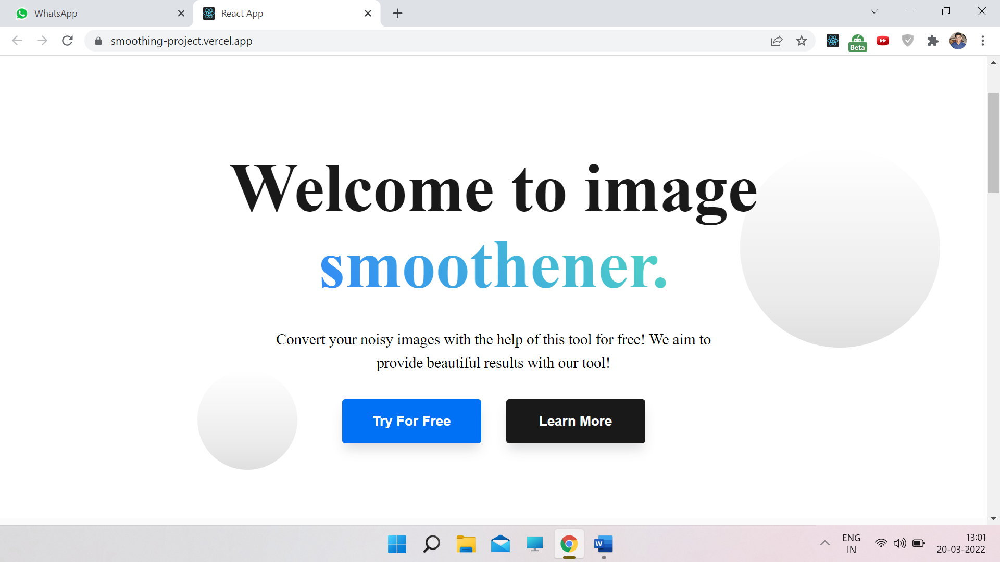 WhatsApp
React App
smoothing-project.vercel.app
Beta
Welcome to image
smoothener.
Convert your noisy images with the help of this tool for free! We aim to
provide beautiful results with our tool!
Try For Free
Learn More
W
ENG
IN
13:01
20-03-2022